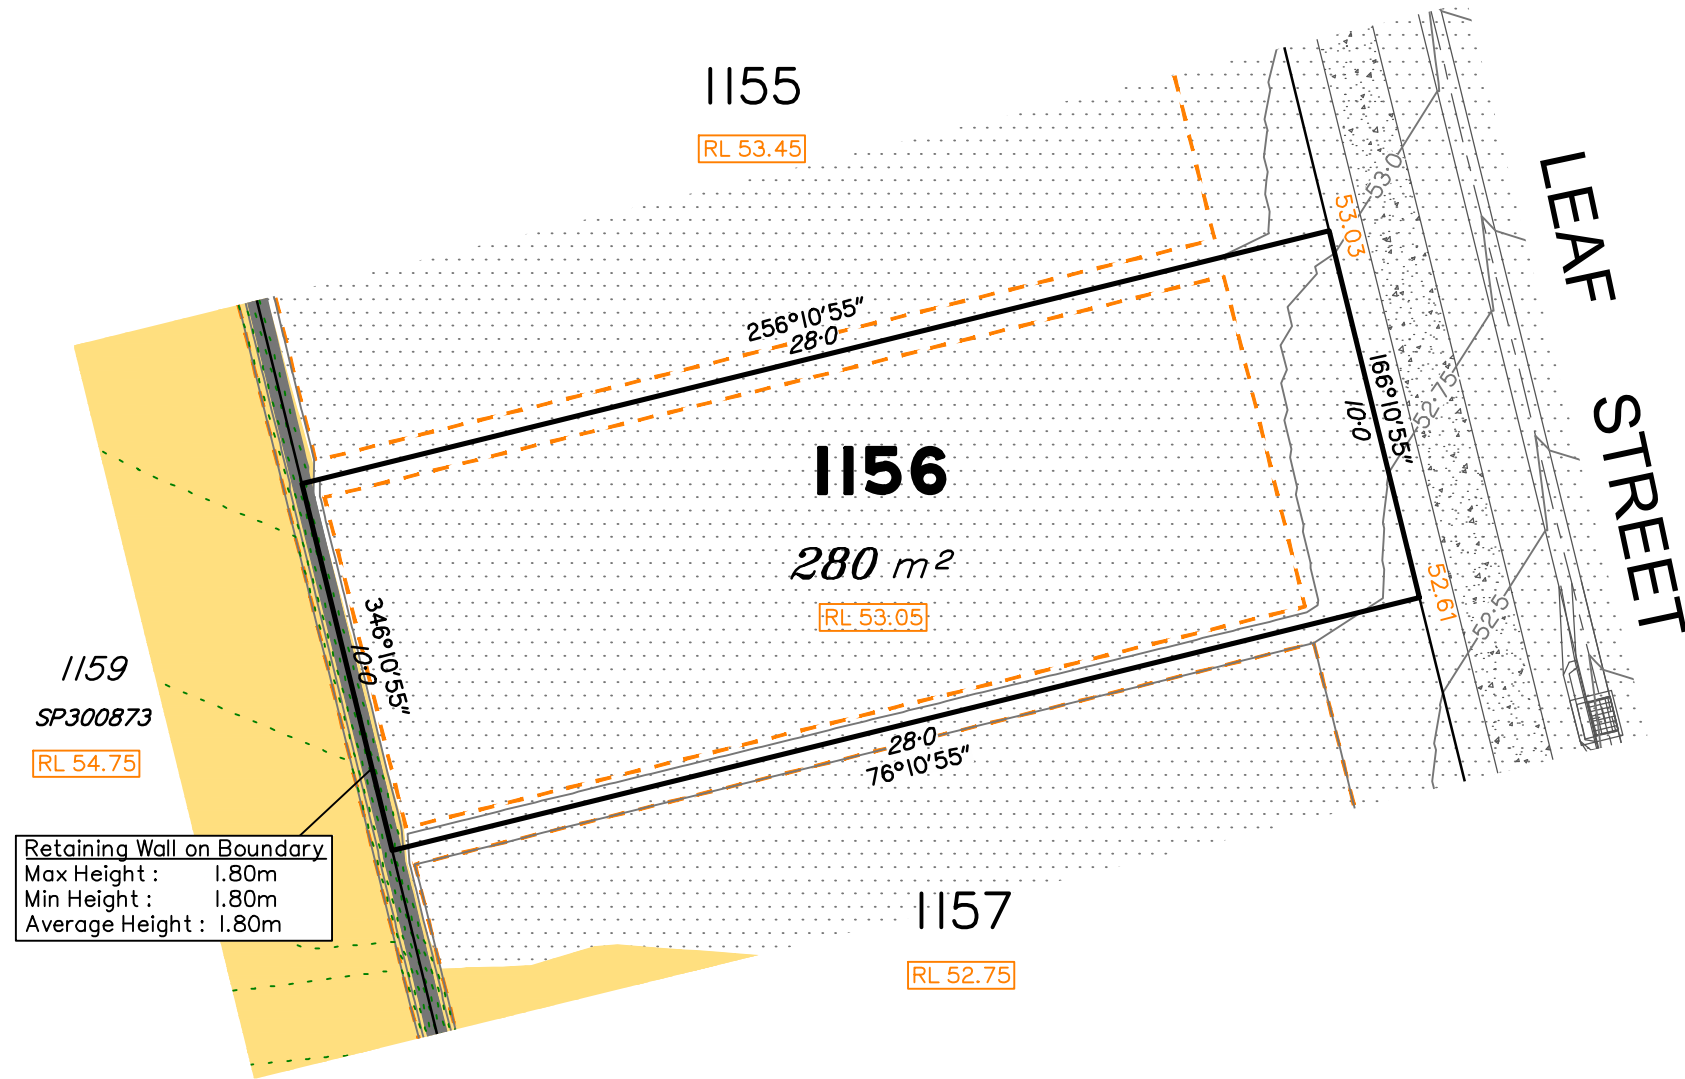 1155
RL 53.45
LEAF STREET
53.0
53.03
256°10'55"
28.0
166°10'55"
10.0
52.75
1156
280 m²
RL 53.05
52.61
52.5
346°10'55"
10.0
1159
SP300873
RL 54.75
28.0
76°10'55"
Retaining Wall on Boundary
Max Height : 1.80m
Min Height : 1.80m
Average Height : 1.80m
1157
RL 52.75